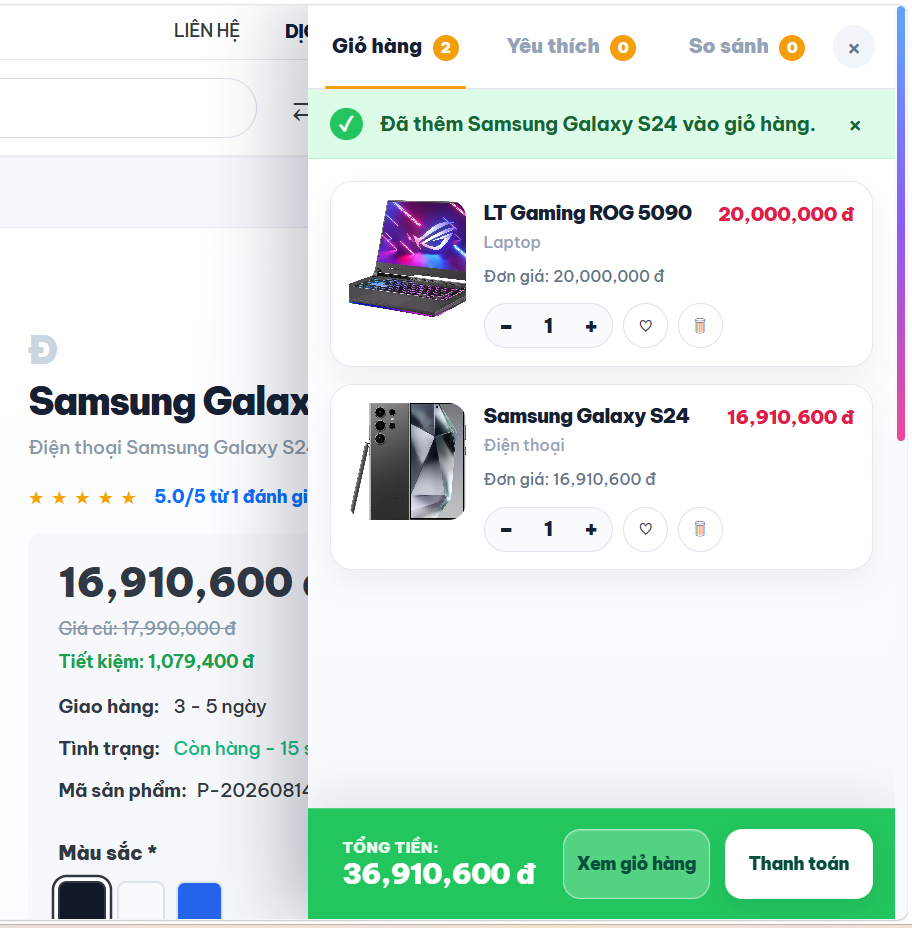 LIÊN HỆ
Giỏ hàng 2
Yêu thích 0
So sánh 0
×
✓ Đã thêm Samsung Galaxy S24 vào giỏ hàng. ×
LT Gaming ROG 5090 20,000,000 đ
Laptop
Đơn giá: 20,000,000 đ
− 1 +
Samsung Galaxy S24 16,910,600 đ
Điện thoại
Đơn giá: 16,910,600 đ
− 1 +
TỔNG TIỀN:
36,910,600 đ
Xem giỏ hàng
Thanh toán
Đ
Samsung Galax
Điện thoại Samsung Galaxy S24
★ ★ ★ ★ ★ 5.0/5 từ 1 đánh gi
16,910,600
Giá cũ: 17,990,000 đ
Tiết kiệm: 1,079,400 đ
Giao hàng: 3 - 5 ngày
Tình trạng: Còn hàng - 15
Mã sản phẩm: P-20260814
Màu sắc *